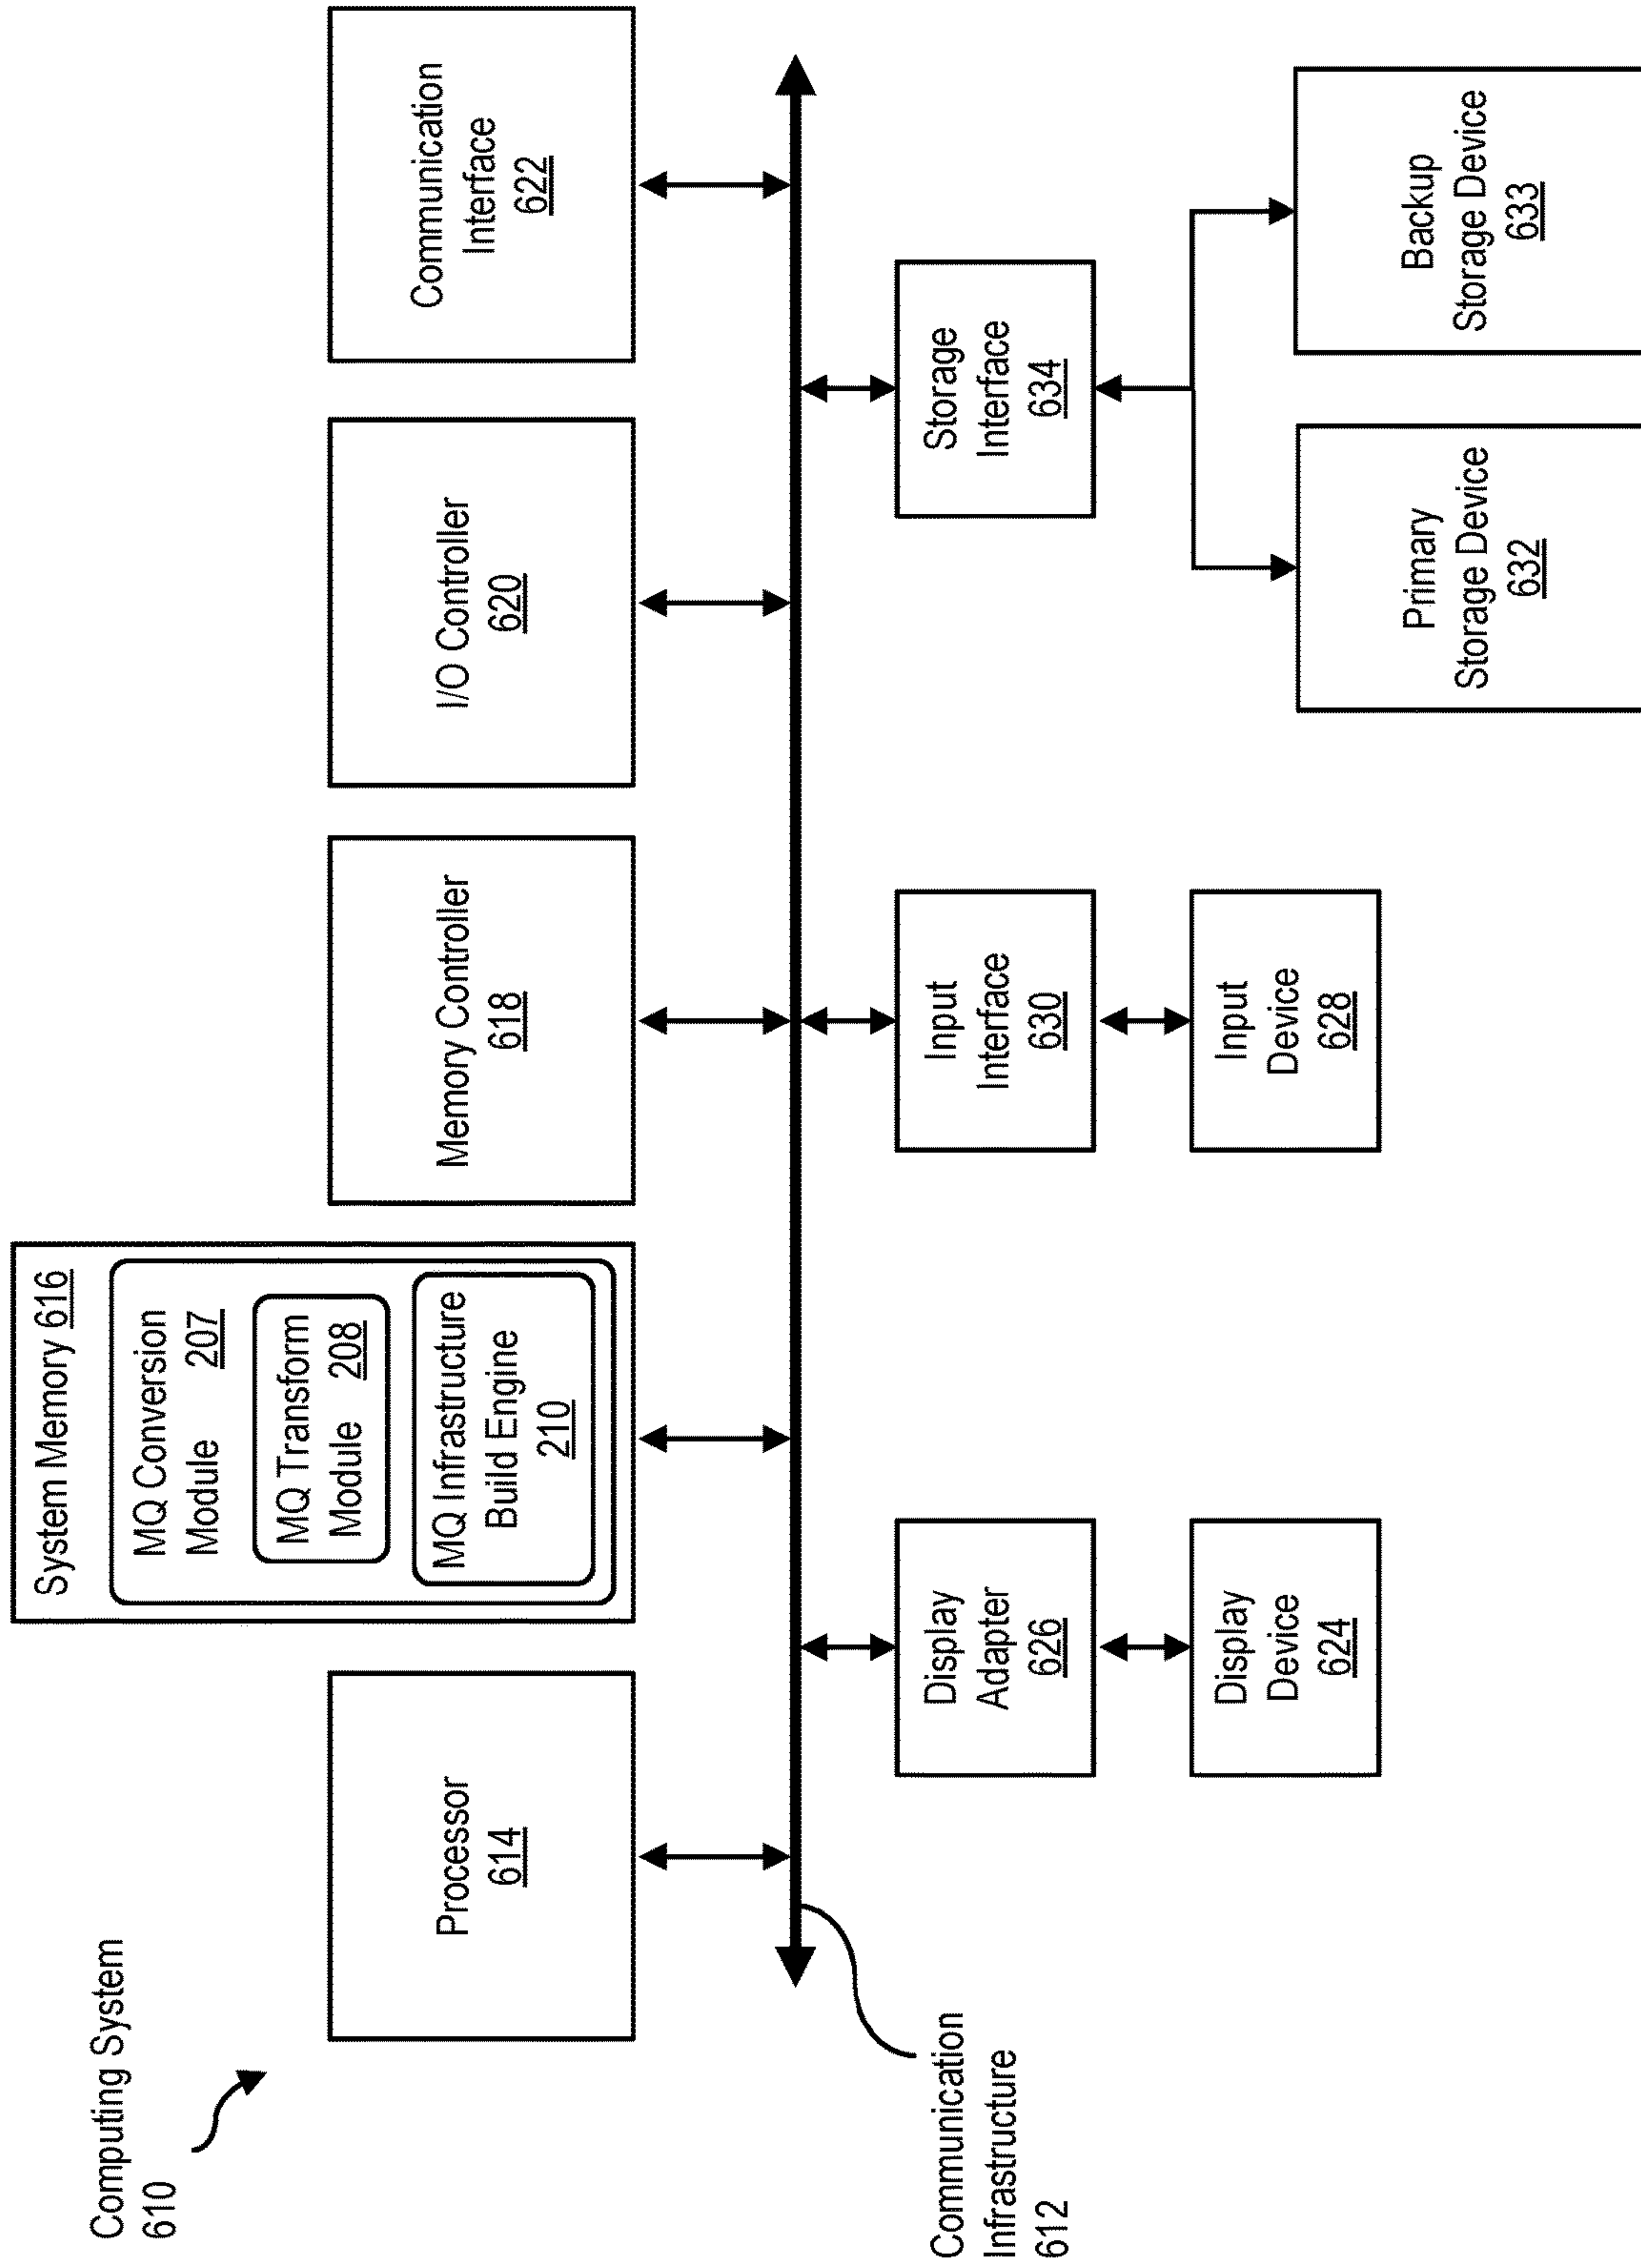 Computing System
610
Processor
614
System Memory 616
MQ Conversion
Module 207
MQ Transform
Module 208
MQ Infrastructure
Build Engine
210
Memory Controller
618
I/O Controller
620
Communication
Interface
622
Communication
Infrastructure
612
Display
Adapter
626
Input
Interface
630
Storage
Interface
634
Display
Device
624
Input
Device
628
Primary
Storage Device
632
Backup
Storage Device
633